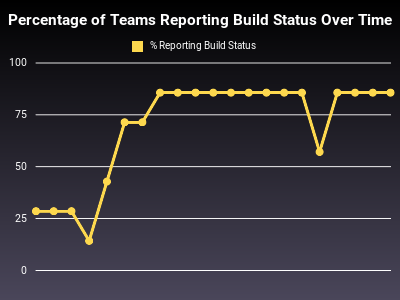 Percentage of Teams Reporting Build Status Over Time
% Reporting Build Status
100
75
50
25
0